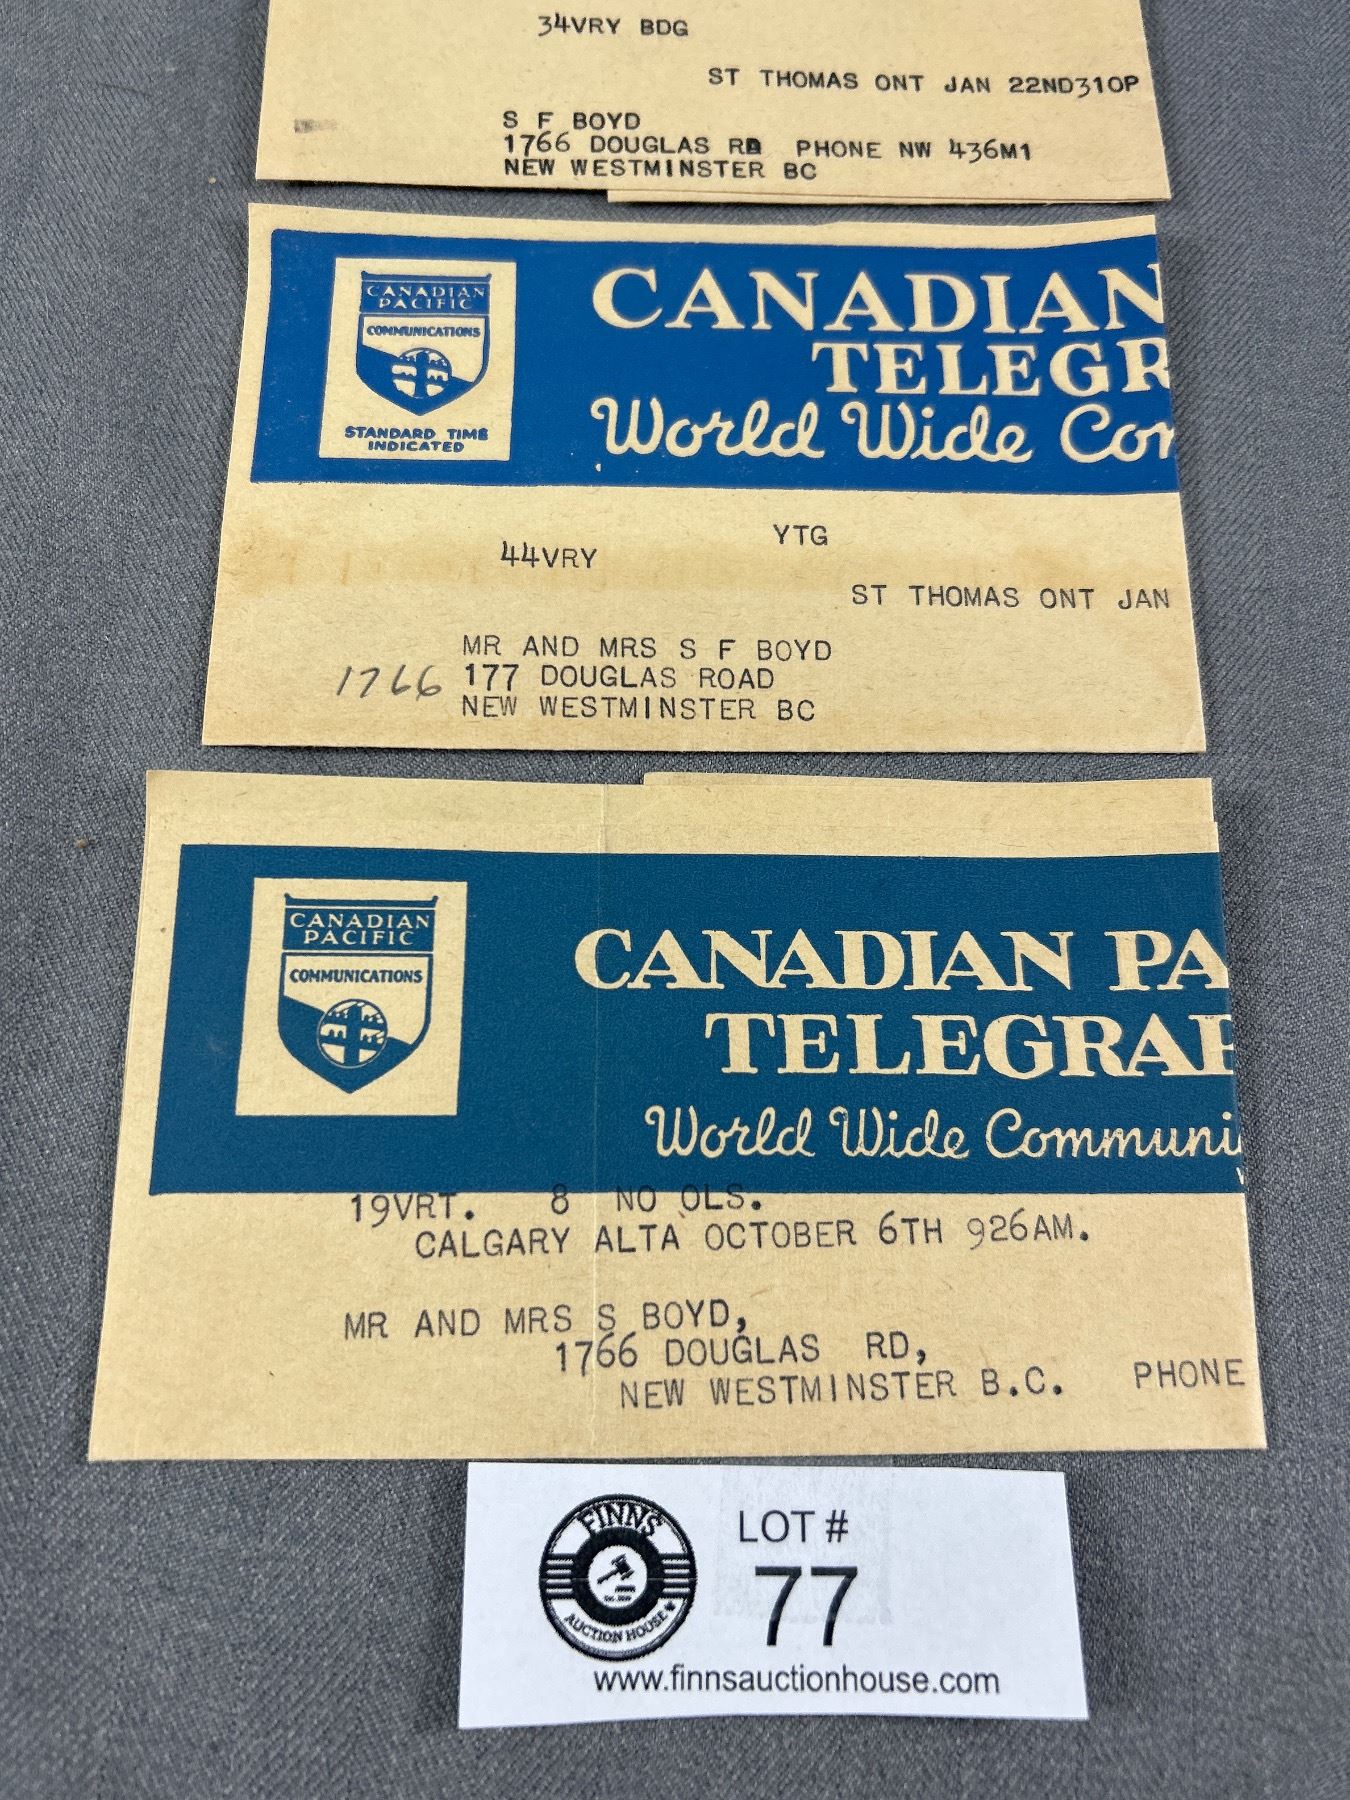 34VRY BDG
ST THOMAS ONT JAN 22ND310P
S F BOYD
1766 DOUGLAS RD PHONE NW 436M1
NEW WESTMINSTER BC
CANADIAN
PACIFIC
COMMUNICATIONS
STANDARD TIME
INDICATED
CANADIAN
TELEGR
World Wide Com
YTG
44VRY
ST THOMAS ONT JAN
MR AND MRS S F BOYD
1766 177 DOUGLAS ROAD
NEW WESTMINSTER BC
CANADIAN
PACIFIC
COMMUNICATIONS
CANADIAN PA
TELEGRAP
World Wide Communi
19VRT. 8 NO OLS.
CALGARY ALTA OCTOBER 6TH 926AM.
MR AND MRS S BOYD,
1766 DOUGLAS RD,
NEW WESTMINSTER B.C. PHONE
FINNS
AUCTION HOUSE
LOT #
77
www.finnsauctionhouse.com